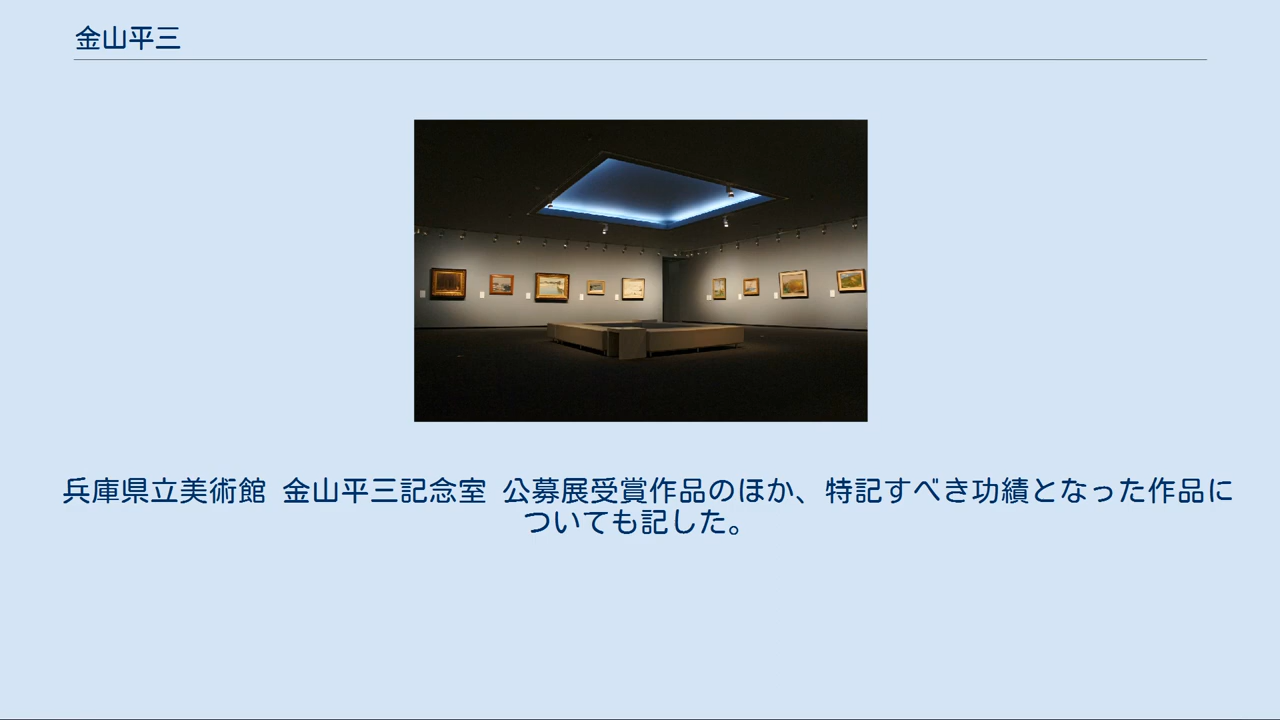 金山平三
兵庫県立美術館 金山平三記念室 公募展受賞作品のほか、特記すべき功績となった作品に
ついても記した。